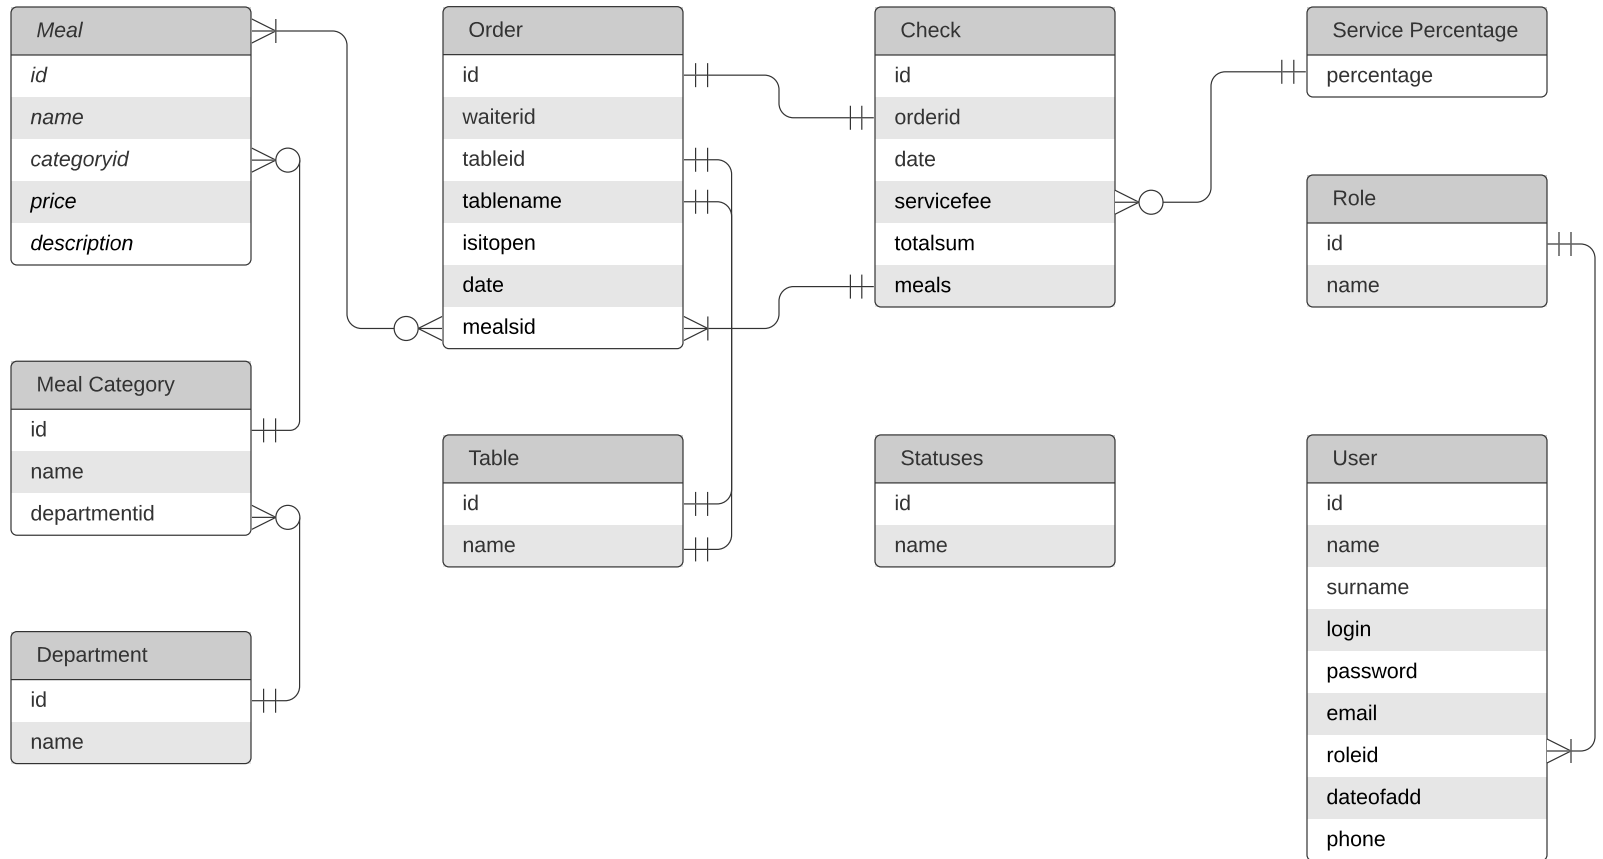 Meal
id
name
categoryid
price
description
Meal Category
id
name
departmentid
Department
id
name
Order
id
waiterid
tableid
tablename
isitopen
date
mealsid
Table
id
name
Check
id
orderid
date
servicefee
totalsum
meals
Statuses
id
name
Service Percentage
percentage
Role
id
name
User
id
name
surname
login
password
email
roleid
dateofadd
phone